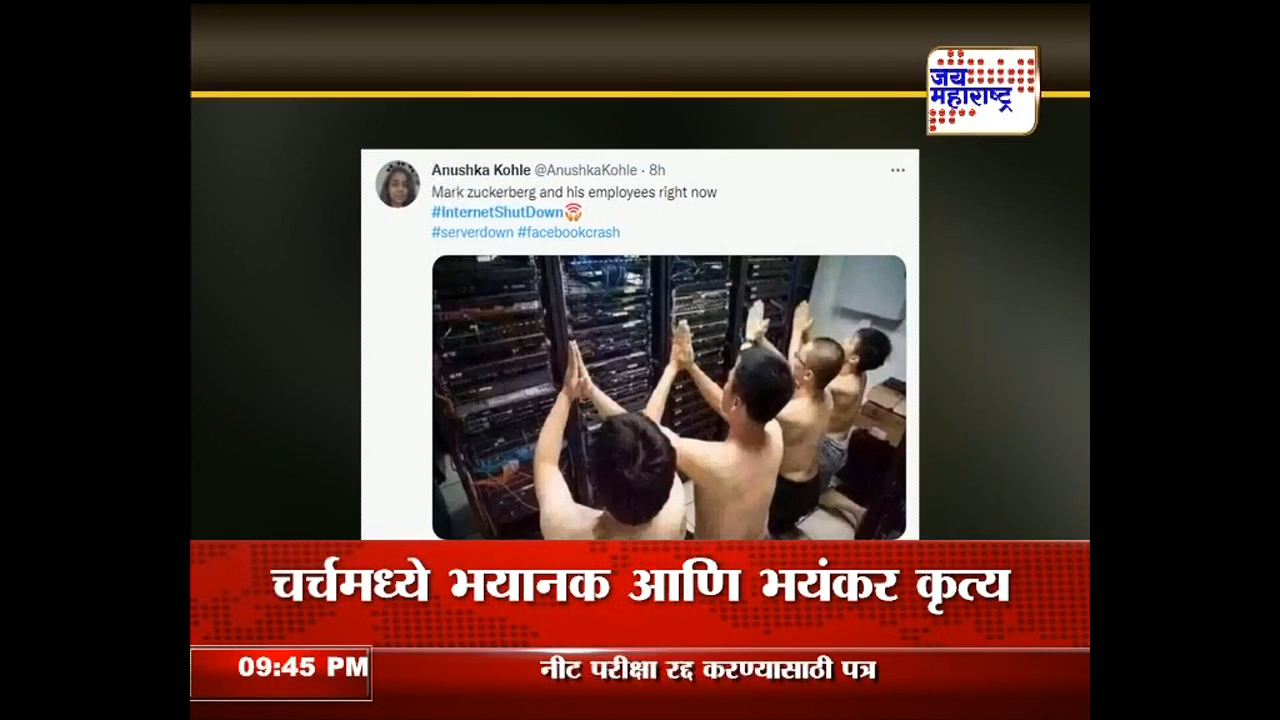 जय
महाराष्ट्र
Anushka Kohle @AnushkaKohle · 8h
Mark zuckerberg and his employees right now
#InternetShutDown
#serverdown #facebookcrash
चर्चमध्ये भयानक आणि भयंकर कृत्य
09:45 PM
नीट परीक्षा रद्द करण्यासाठी पत्र